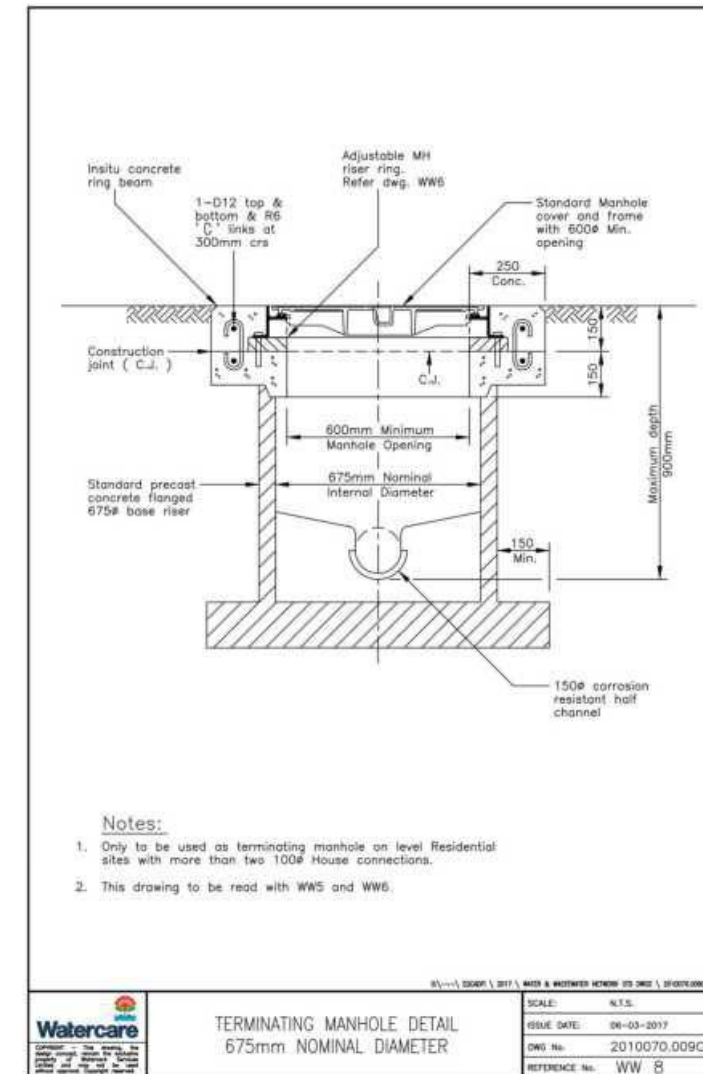 Insitu concrete
ring beam
1-D12 top &
bottom & R6
'C' links at
300mm crs
Adjustable MH
riser ring.
Refer dwg. WW6
Standard Manhole
cover and frame
with 600ø Min.
opening
250
Conc.
Construction
joint ( C.J. )
C.J.
150
150
600mm Minimum
Manhole Opening
Maximum depth
900mm
Standard precast
concrete flanged
675ø base riser
675mm Nominal
Internal Diameter
150
Min.
150ø corrosion
resistant half
channel
Notes:
1. Only to be used as terminating manhole on level Residential
sites with more than two 100ø House connections.
2. This drawing to be read with WW5 and WW6.
Watercare
TERMINATING MANHOLE DETAIL
675mm NOMINAL DIAMETER
SCALE: N.T.S.
ISSUE DATE: 06-03-2017
DWG No. 2010070.009C
REFERENCE No. WW 8